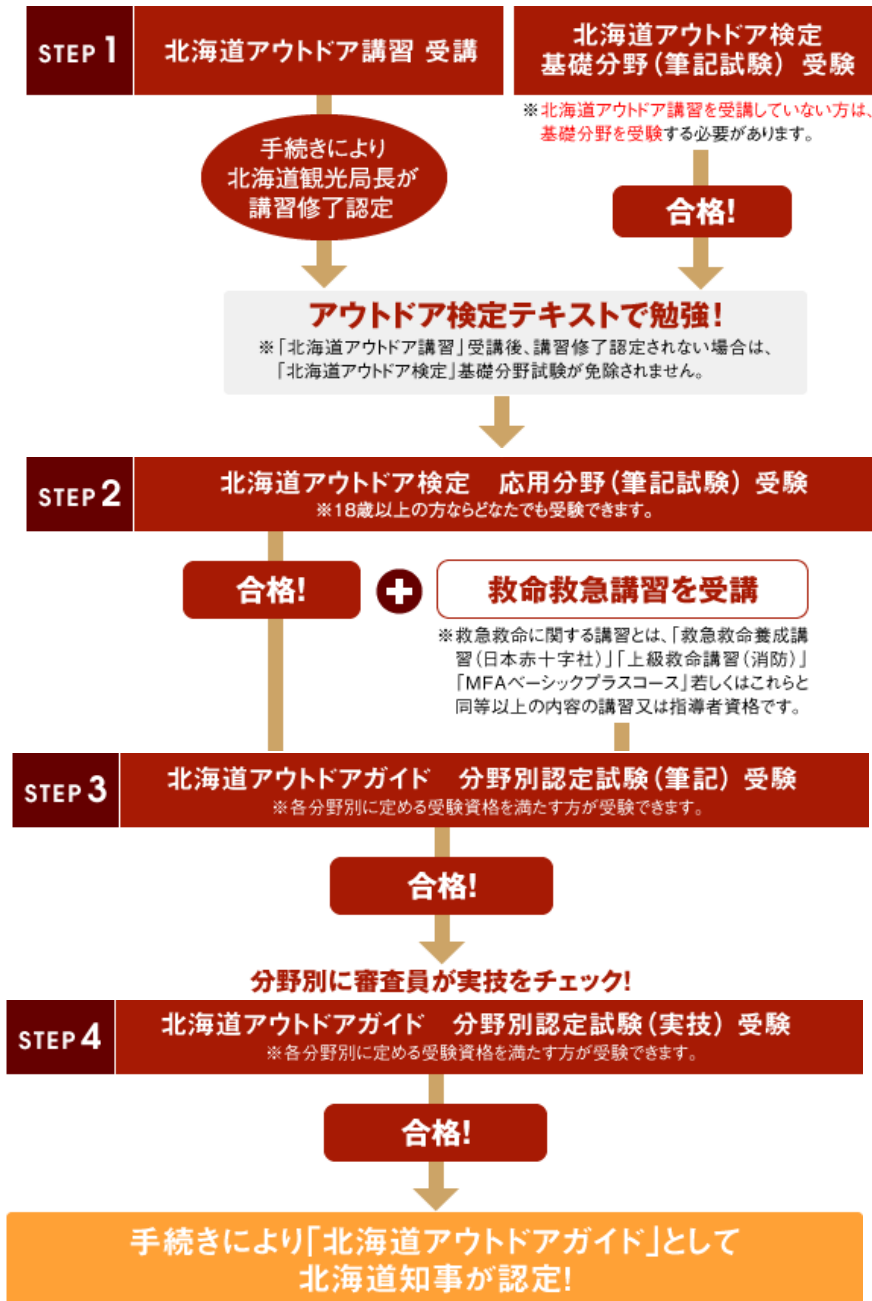 STEP 1
北海道アウトドア講習 受講
北海道アウトドア検定
基礎分野(筆記試験) 受験
※北海道アウトドア講習を受講していない方は、
基礎分野を受験する必要があります。
手続きにより
北海道観光局長が
講習修了認定
合格!
アウトドア検定テキストで勉強!
※「北海道アウトドア講習」受講後、講習修了認定されない場合は、
「北海道アウトドア検定」基礎分野試験が免除されません。
STEP 2
北海道アウトドア検定 応用分野(筆記試験) 受験
※18歳以上の方ならどなたでも受験できます。
合格!
+
救命救急講習を受講
※救急救命に関する講習とは、「救急救命養成講
習(日本赤十字社)」「上級救命講習(消防)」
「MFAベーシックプラスコース」若しくはこれらと
同等以上の内容の講習又は指導者資格です。
STEP 3
北海道アウトドアガイド 分野別認定試験(筆記) 受験
※各分野別に定める受験資格を満たす方が受験できます。
合格!
分野別に審査員が実技をチェック!
STEP 4
北海道アウトドアガイド 分野別認定試験(実技) 受験
※各分野別に定める受験資格を満たす方が受験できます。
合格!
手続きにより「北海道アウトドアガイド」として
北海道知事が認定!